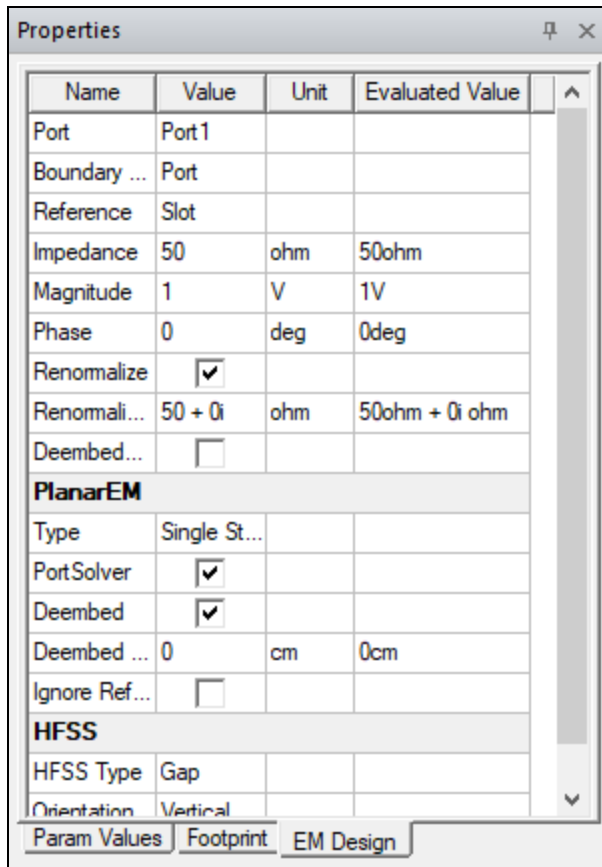 Properties
Name Value Unit Evaluated Value
Port Port1
Boundary ... Port
Reference Slot
Impedance 50 ohm 50ohm
Magnitude 1 V 1V
Phase 0 deg 0deg
Renormalize
Renormali... 50 + 0i ohm 50ohm + 0i ohm
Deembed...
PlanarEM
Type Single St...
PortSolver
Deembed
Deembed ... 0 cm 0cm
Ignore Ref...
HFSS
HFSS Type Gap
Orientation Vertical
Param Values Footprint EM Design